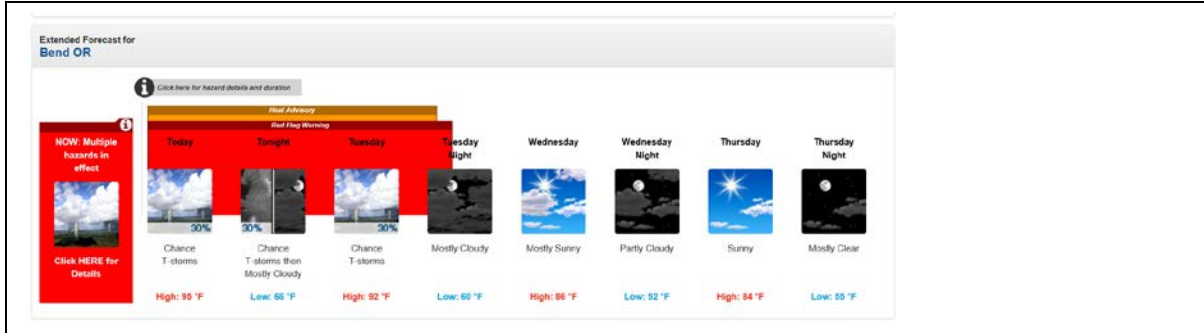 Extended Forecast for
Bend OR
Click here for hazard details and duration
Heat Advisory
Red Flag Warning
NOW: Multiple
hazards in
effect
Click HERE for
Details
Today
30%
Chance
T-storms
High: 95 °F
Tonight
30%
Chance
T-storms then
Mostly Cloudy
Low: 66 °F
Tuesday
30%
Chance
T-storms
High: 92 °F
Tuesday
Night
Mostly Cloudy
Low: 60 °F
Wednesday
Mostly Sunny
High: 86 °F
Wednesday
Night
Partly Cloudy
Low: 52 °F
Thursday
Sunny
High: 84 °F
Thursday
Night
Mostly Clear
Low: 55 °F